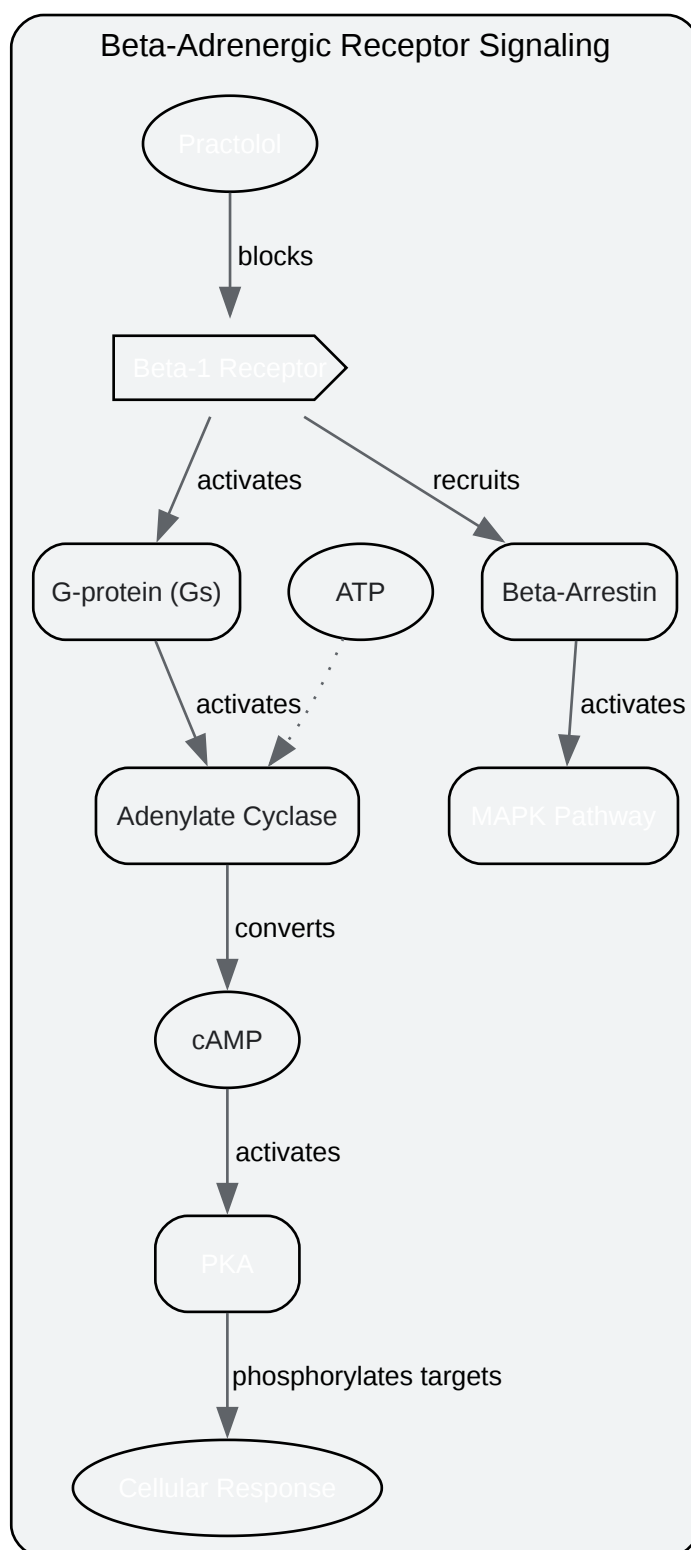 Beta-Adrenergic Receptor Signaling
Practolol
blocks
Beta-1 Receptor
activates
recruits
G-protein (Gs)
ATP
Beta-Arrestin
activates
activates
Adenylate Cyclase
MAPK Pathway
converts
cAMP
activates
PKA
phosphorylates targets
Cellular Response